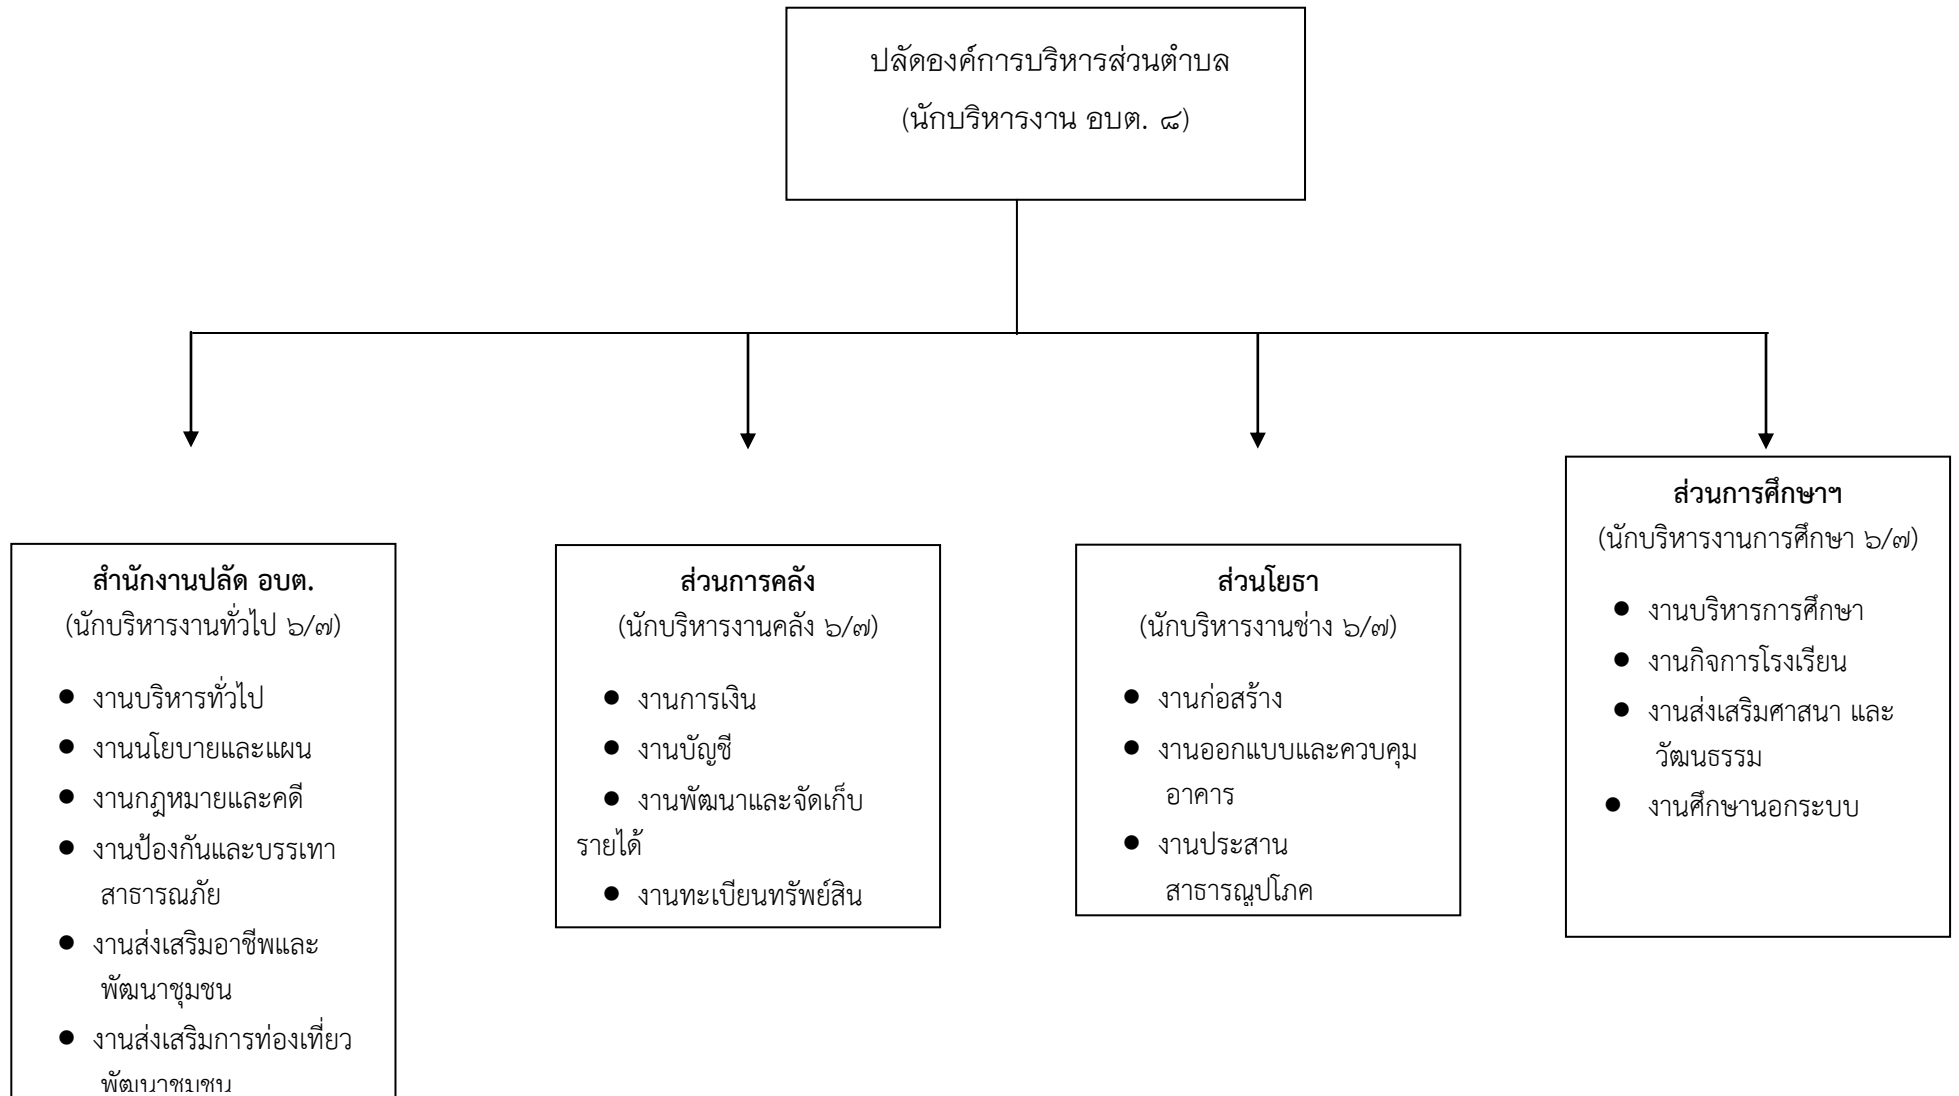 ปลัดองค์การบริหารส่วนตำบล
(นักบริหารงาน อบต. ๘)
สำนักงานปลัด อบต.
(นักบริหารงานทั่วไป ๖/๗)
● งานบริหารทั่วไป
● งานนโยบายและแผน
● งานกฎหมายและคดี
● งานป้องกันและบรรเทา
สาธารณภัย
● งานส่งเสริมอาชีพและ
พัฒนาชุมชน
● งานส่งเสริมการท่องเที่ยว
พัฒนาชุมชน
ส่วนการคลัง
(นักบริหารงานคลัง ๖/๗)
● งานการเงิน
● งานบัญชี
● งานพัฒนาและจัดเก็บ
รายได้
● งานทะเบียนทรัพย์สิน
ส่วนโยธา
(นักบริหารงานช่าง ๖/๗)
● งานก่อสร้าง
● งานออกแบบและควบคุม
อาคาร
● งานประสาน
สาธารณูปโภค
ส่วนการศึกษาฯ
(นักบริหารงานการศึกษา ๖/๗)
● งานบริหารการศึกษา
● งานกิจการโรงเรียน
● งานส่งเสริมศาสนา และ
วัฒนธรรม
● งานศึกษานอกระบบ